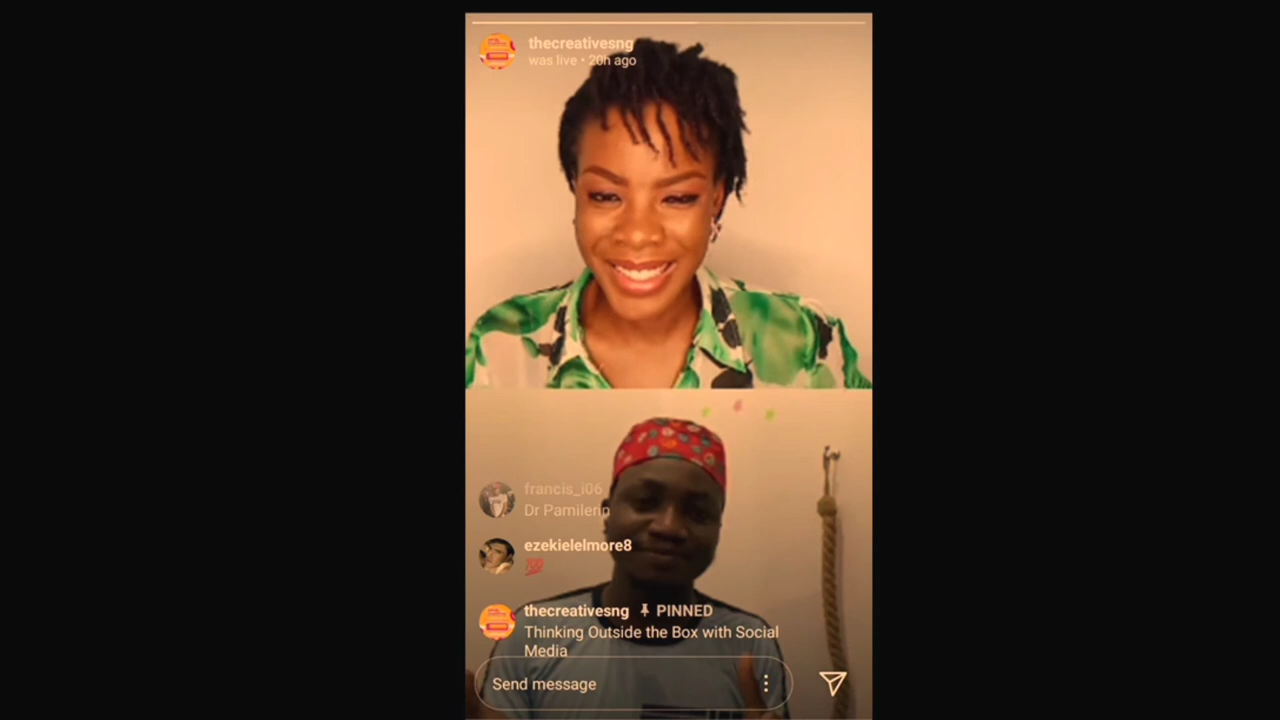 thecreativesng
was live • 20h ago
francis_i06
Dr Pamilerin
ezekielelmore8
💯
thecreativesng PINNED
Thinking Outside the Box with Social
Media
Send message